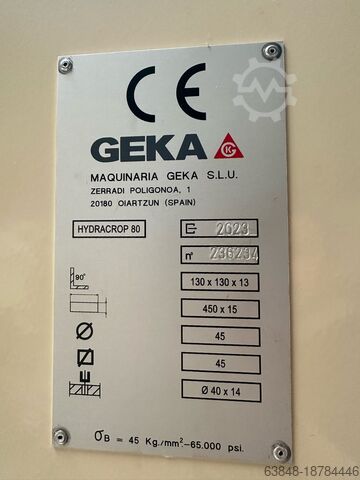 CE
GEKA GK
MAQUINARIA GEKA S.L.U.
ZERRADI POLIGONOA, 1
20180 OIARTZUN (SPAIN)
HYDRACROP 80
2023
nº 236234
90° 130 x 130 x 13
450 x 15
45
45
Ø 40 x 14
σB = 45 Kg./mm²-65.000 psi.
63848-18784446